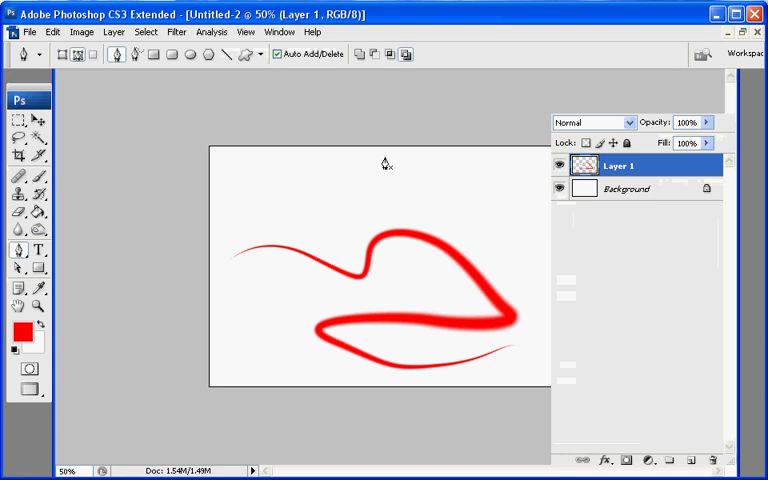 Ps Adobe Photoshop CS3 Extended - [Untitled-2 @ 50% (Layer 1, RGB/8)]
File Edit Image Layer Select Filter Analysis View Window Help
Auto Add/Delete Workspac
Ps
Normal Opacity: 100%
Lock: Fill: 100%
Layer 1
Background
T
fx
50% Doc: 1.54M/1.49M